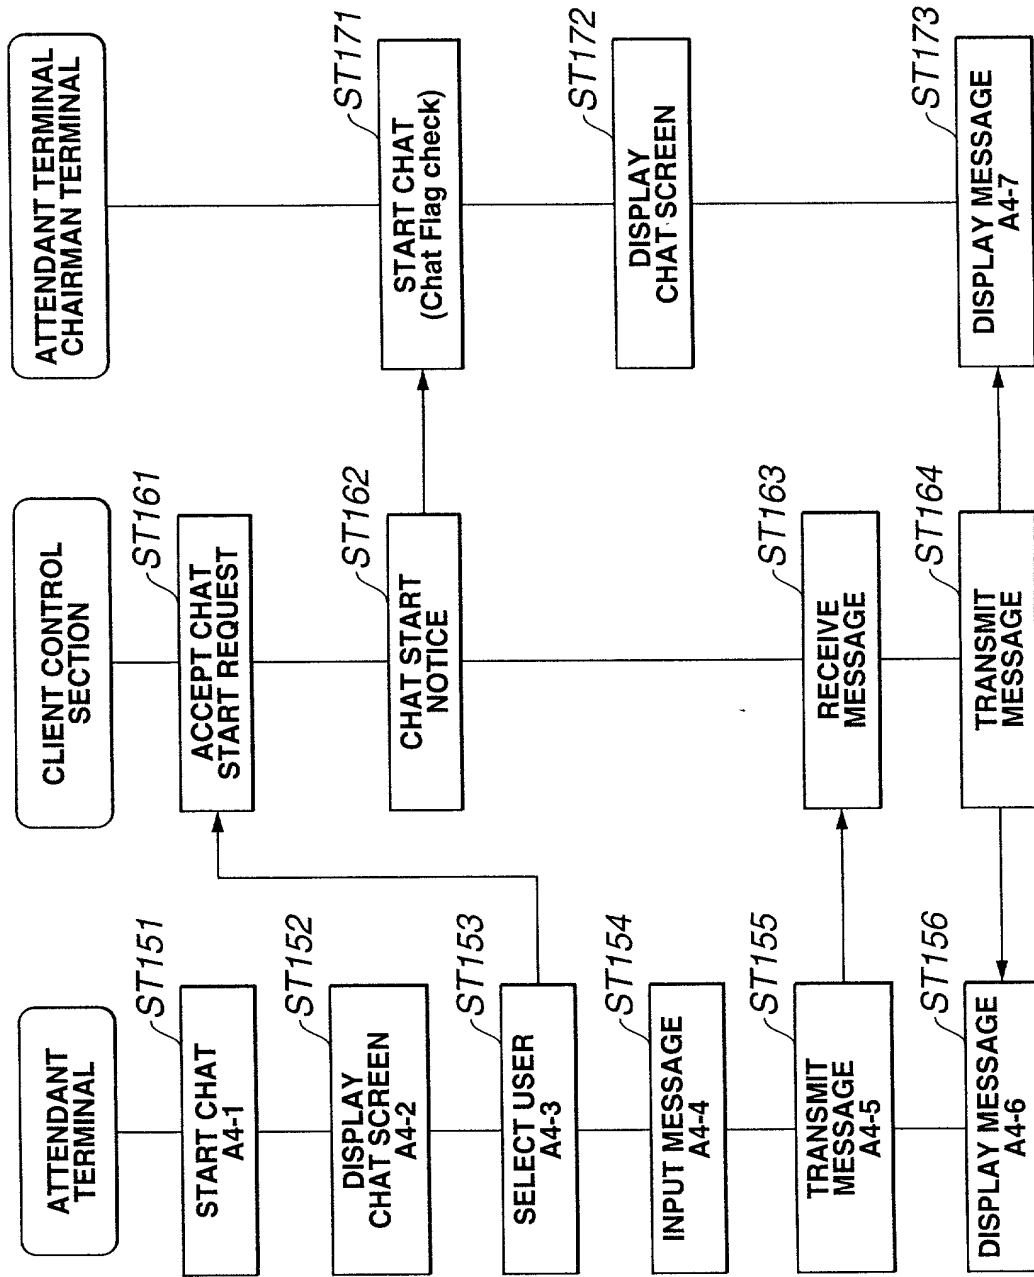 ATTENDANT
TERMINAL
ST151
START CHAT
A4-1
ST152
DISPLAY
CHAT SCREEN
A4-2
ST153
SELECT USER
A4-3
ST154
INPUT MESSAGE
A4-4
ST155
TRANSMIT
MESSAGE
A4-5
ST156
DISPLAY MESSAGE
A4-6
CLIENT CONTROL
SECTION
ST161
ACCEPT CHAT
START REQUEST
ST162
CHAT START
NOTICE
ST163
RECEIVE
MESSAGE
ST164
TRANSMIT
MESSAGE
ATTENDANT TERMINAL
CHAIRMAN TERMINAL
ST171
START CHAT
(Chat Flag check)
ST172
DISPLAY
CHAT SCREEN
ST173
DISPLAY MESSAGE
A4-7